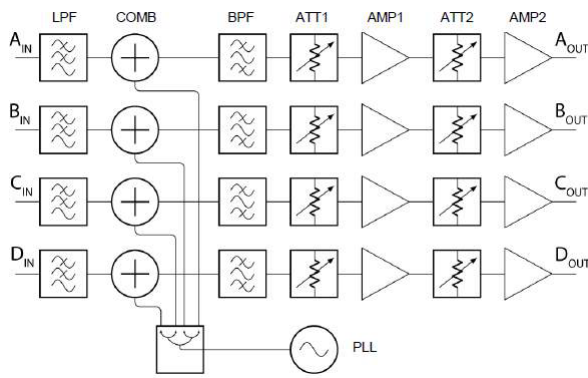 LPF COMB BPF ATT1 AMP1 ATT2 AMP2
AIN AOUT
BIN BOUT
CIN COUT
DIN DOUT
PLL